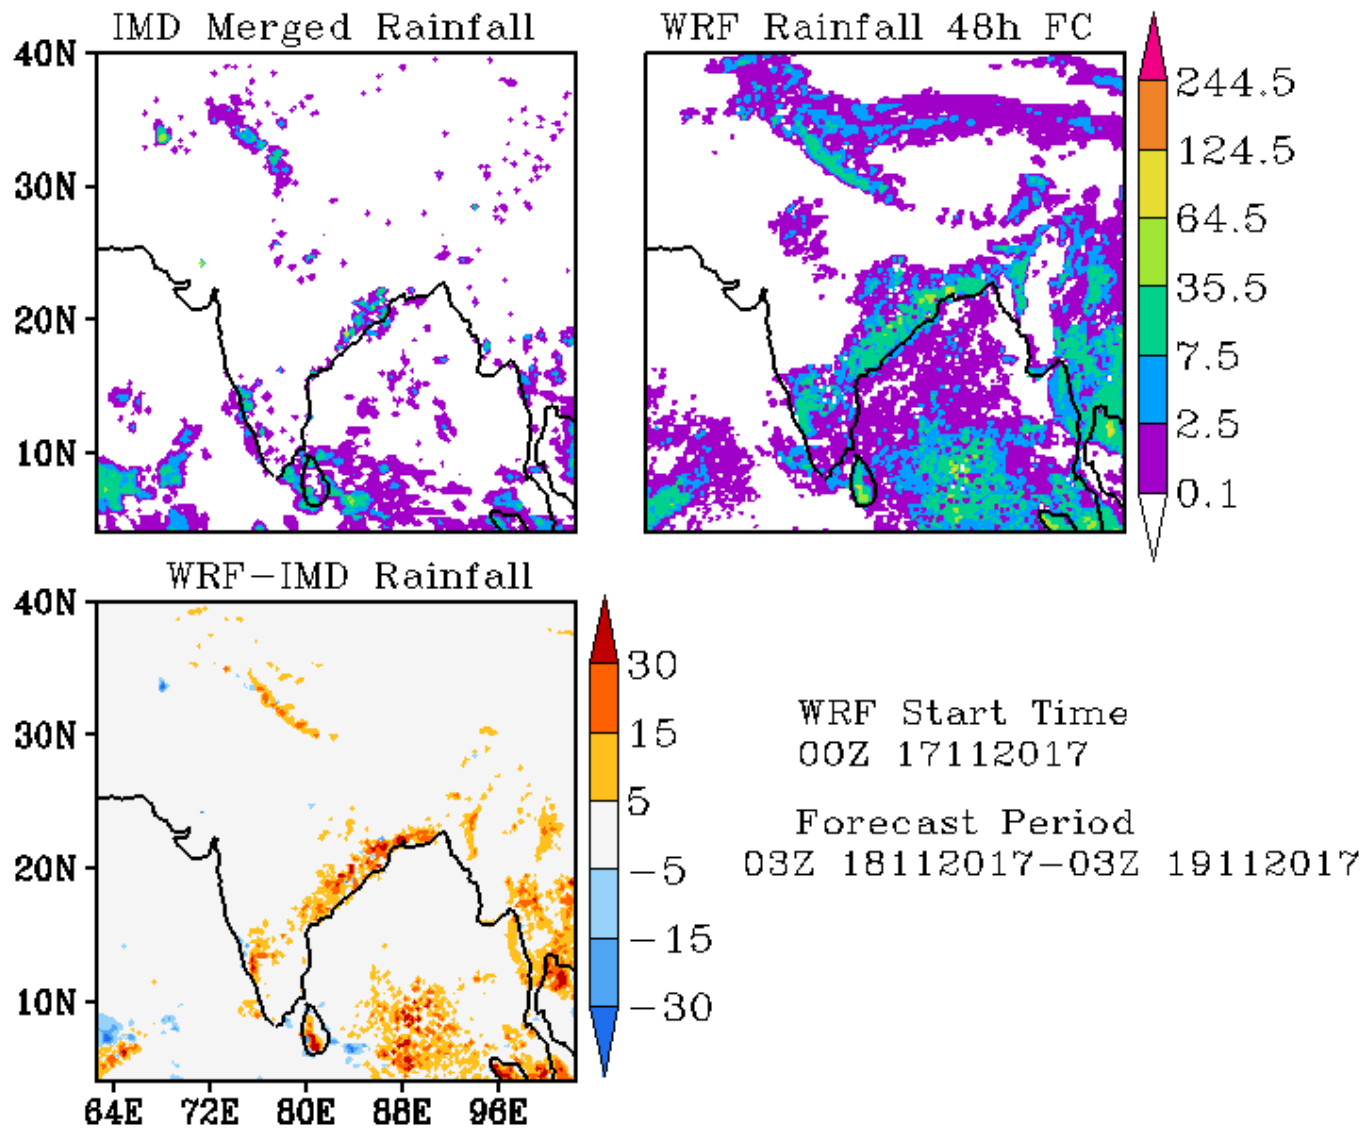 IMD Merged Rainfall
WRF Rainfall 48h FC
40N
30N
20N
10N
244.5
124.5
64.5
35.5
7.5
2.5
0.1
WRF-IMD Rainfall
40N
30N
20N
10N
64E 72E 80E 88E 96E
30
15
5
-5
-15
-30
WRF Start Time
00Z 17112017
Forecast Period
03Z 18112017-03Z 19112017